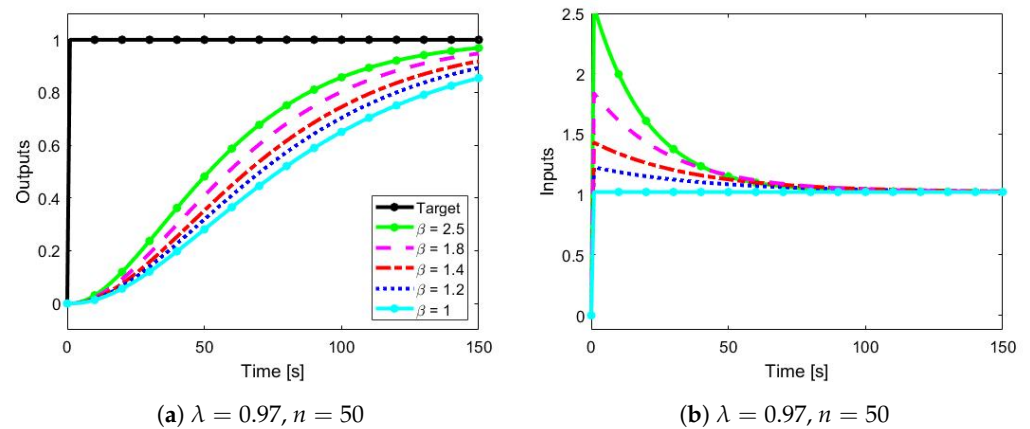 1
0.8
0.6
0.4
0.2
0
Outputs
0 50 100 150
Time [s]
Target
β = 2.5
β = 1.8
β = 1.4
β = 1.2
β = 1
(a) λ = 0.97, n = 50
2.5
2
1.5
1
0.5
0
Inputs
0 50 100 150
Time [s]
(b) λ = 0.97, n = 50